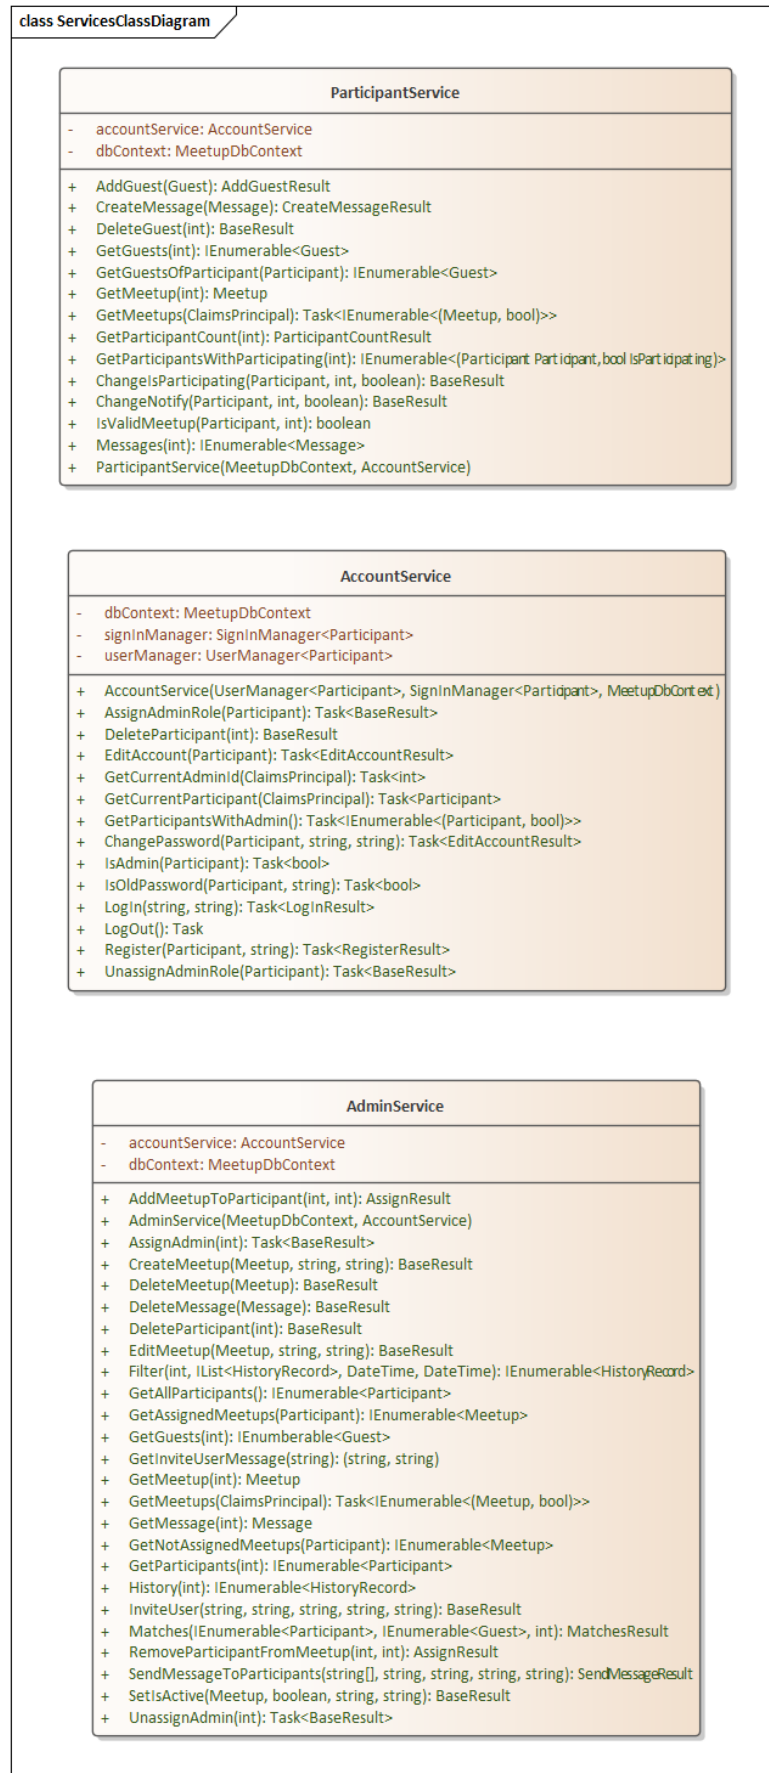 class ServicesClassDiagram
ParticipantService
- accountService: AccountService
- dbContext: MeetupDbContext
+ AddGuest(Guest): AddGuestResult
+ CreateMessage(Message): CreateMessageResult
+ DeleteGuest(int): BaseResult
+ GetGuests(int): IEnumerable<Guest>
+ GetGuestsOfParticipant(Participant): IEnumerable<Guest>
+ GetMeetup(int): Meetup
+ GetMeetups(ClaimsPrincipal): Task<IEnumerable<(Meetup, bool)>>
+ GetParticipantCount(int): ParticipantCountResult
+ GetParticipantsWithParticipating(int): IEnumerable<(Participant Participant, bool IsParticipating)>
+ ChangeIsParticipating(Participant, int, boolean): BaseResult
+ ChangeNotify(Participant, int, boolean): BaseResult
+ IsValidMeetup(Participant, int): boolean
+ Messages(int): IEnumerable<Message>
+ ParticipantService(MeetupDbContext, AccountService)
AccountService
- dbContext: MeetupDbContext
- signInManager: SignInManager<Participant>
- userManager: UserManager<Participant>
+ AccountService(UserManager<Participant>, SignInManager<Participant>, MeetupDbContext)
+ AssignAdminRole(Participant): Task<BaseResult>
+ DeleteParticipant(int): BaseResult
+ EditAccount(Participant): Task<EditAccountResult>
+ GetCurrentAdminId(ClaimsPrincipal): Task<int>
+ GetCurrentParticipant(ClaimsPrincipal): Task<Participant>
+ GetParticipantsWithAdmin(): Task<IEnumerable<(Participant, bool)>>
+ ChangePassword(Participant, string, string): Task<EditAccountResult>
+ IsAdmin(Participant): Task<bool>
+ IsOldPassword(Participant, string): Task<bool>
+ LogIn(string, string): Task<LogInResult>
+ LogOut(): Task
+ Register(Participant, string): Task<RegisterResult>
+ UnassignAdminRole(Participant): Task<BaseResult>
AdminService
- accountService: AccountService
- dbContext: MeetupDbContext
+ AddMeetupToParticipant(int, int): AssignResult
+ AdminService(MeetupDbContext, AccountService)
+ AssignAdmin(int): Task<BaseResult>
+ CreateMeetup(Meetup, string, string): BaseResult
+ DeleteMeetup(Meetup): BaseResult
+ DeleteMessage(Message): BaseResult
+ DeleteParticipant(int): BaseResult
+ EditMeetup(Meetup, string, string): BaseResult
+ Filter(int, IList<HistoryRecord>, DateTime, DateTime): IEnumerable<HistoryRecord>
+ GetAllParticipants(): IEnumerable<Participant>
+ GetAssignedMeetups(Participant): IEnumerable<Meetup>
+ GetGuests(int): IEnumberable<Guest>
+ GetInviteUserMessage(string): (string, string)
+ GetMeetup(int): Meetup
+ GetMeetups(ClaimsPrincipal): Task<IEnumerable<(Meetup, bool)>>
+ GetMessage(int): Message
+ GetNotAssignedMeetups(Participant): IEnumerable<Meetup>
+ GetParticipants(int): IEnumerable<Participant>
+ History(int): IEnumerable<HistoryRecord>
+ InviteUser(string, string, string, string, string): BaseResult
+ Matches(IEnumerable<Participant>, IEnumerable<Guest>, int): MatchesResult
+ RemoveParticipantFromMeetup(int, int): AssignResult
+ SendMessageToParticipants(string[], string, string, string, string): SendMessageResult
+ SetIsActive(Meetup, boolean, string, string): BaseResult
+ UnassignAdmin(int): Task<BaseResult>